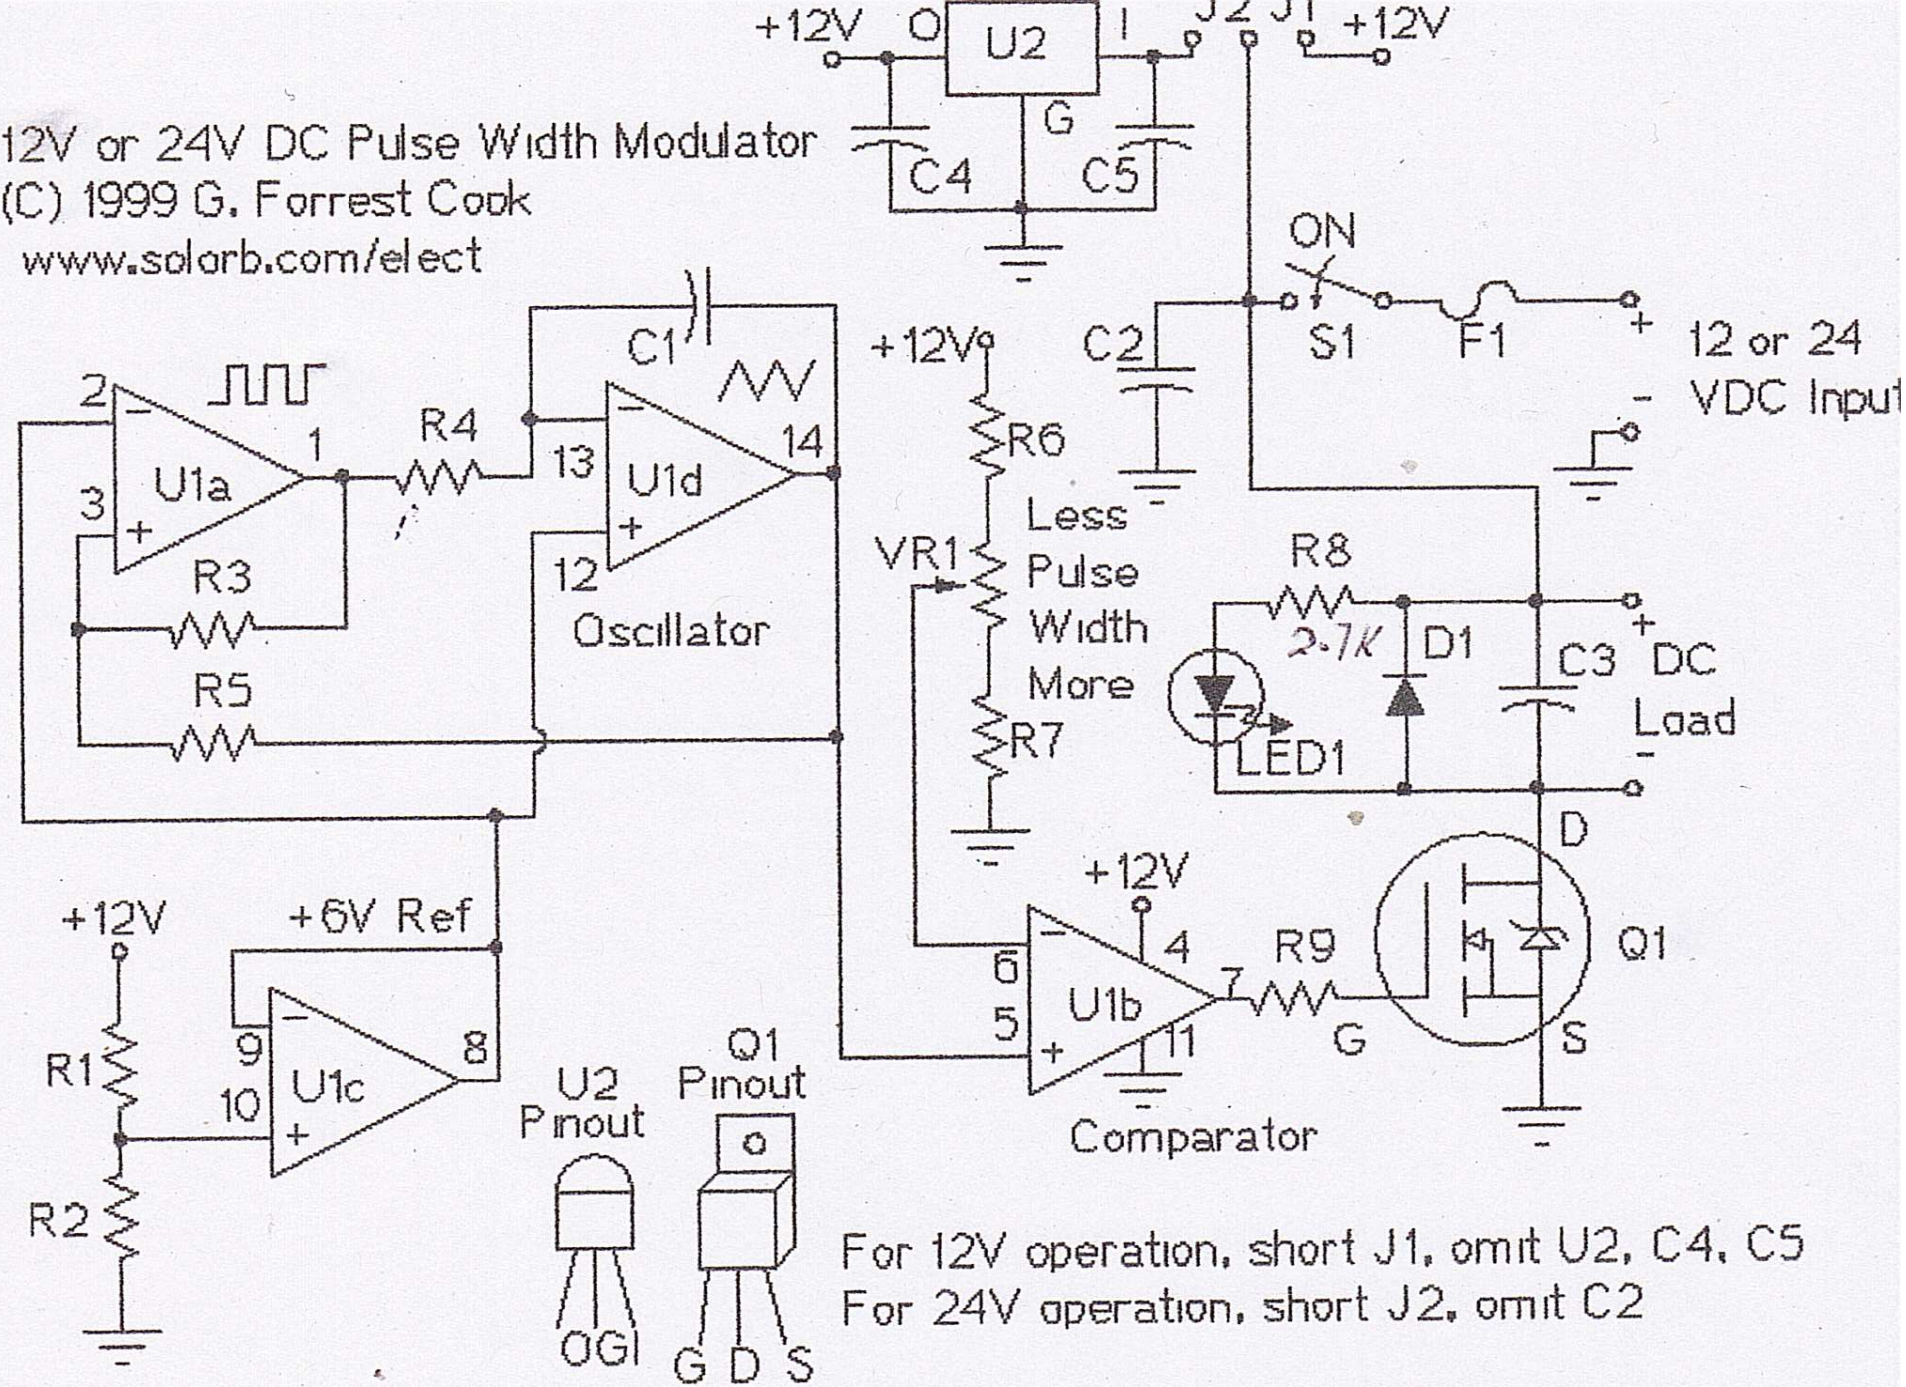 J2 J1
+12V O U2 I +12V
G
C4 C5
12V or 24V DC Pulse Width Modulator
(C) 1999 G. Forrest Cook
www.solorb.com/elect
ON
S1 F1
+
12 or 24
VDC Input
-
C2
+12V
R6
Less
VR1 Pulse
Width
More
R7
C1
2
-
1
U1a
3
+
R4
13
-
14
U1d
12
+
Oscillator
R3
R5
R8
2.7K
D1
C3
+
DC
Load
-
LED1
D
Q1
S
G
R9
+12V
4
6
-
7
U1b
5
+
11
Comparator
+12V
+6V Ref
R1
9
-
8
U1c
10
+
R2
U2
Pinout
OGI
Q1
Pinout
G D S
For 12V operation, short J1, omit U2, C4, C5
For 24V operation, short J2, omit C2